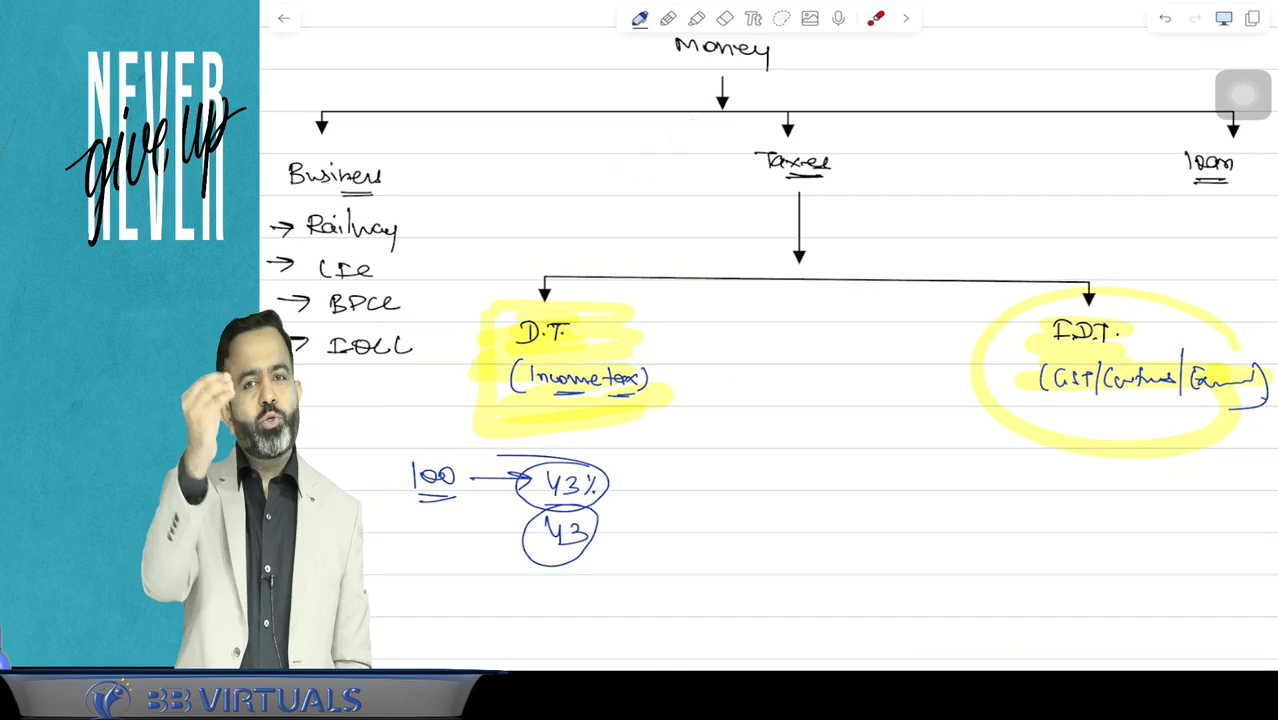 NEVER
give up
NEVER
Money
Business
Taxes
loan
→ Railway
→ LIC
→ BPCL
→ IOCL
D.T.
(Income tax)
I.D.T.
(GST/Customs/
100 → 43%
43
BB VIRTUALS